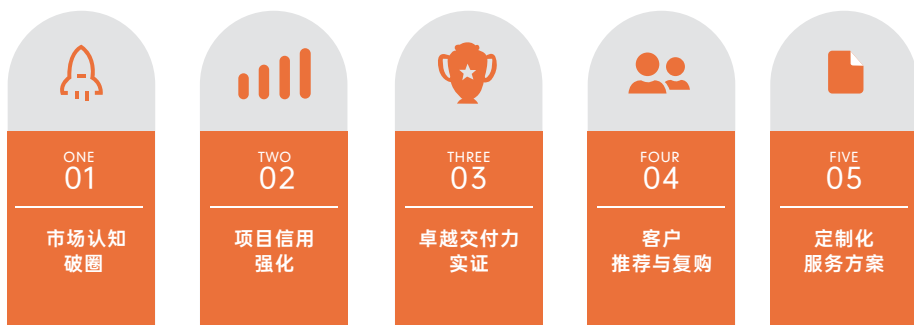 ONE
01
市场认知
破圈
TWO
02
项目信用
强化
THREE
03
卓越交付力
实证
FOUR
04
客户
推荐与复购
FIVE
05
定制化
服务方案